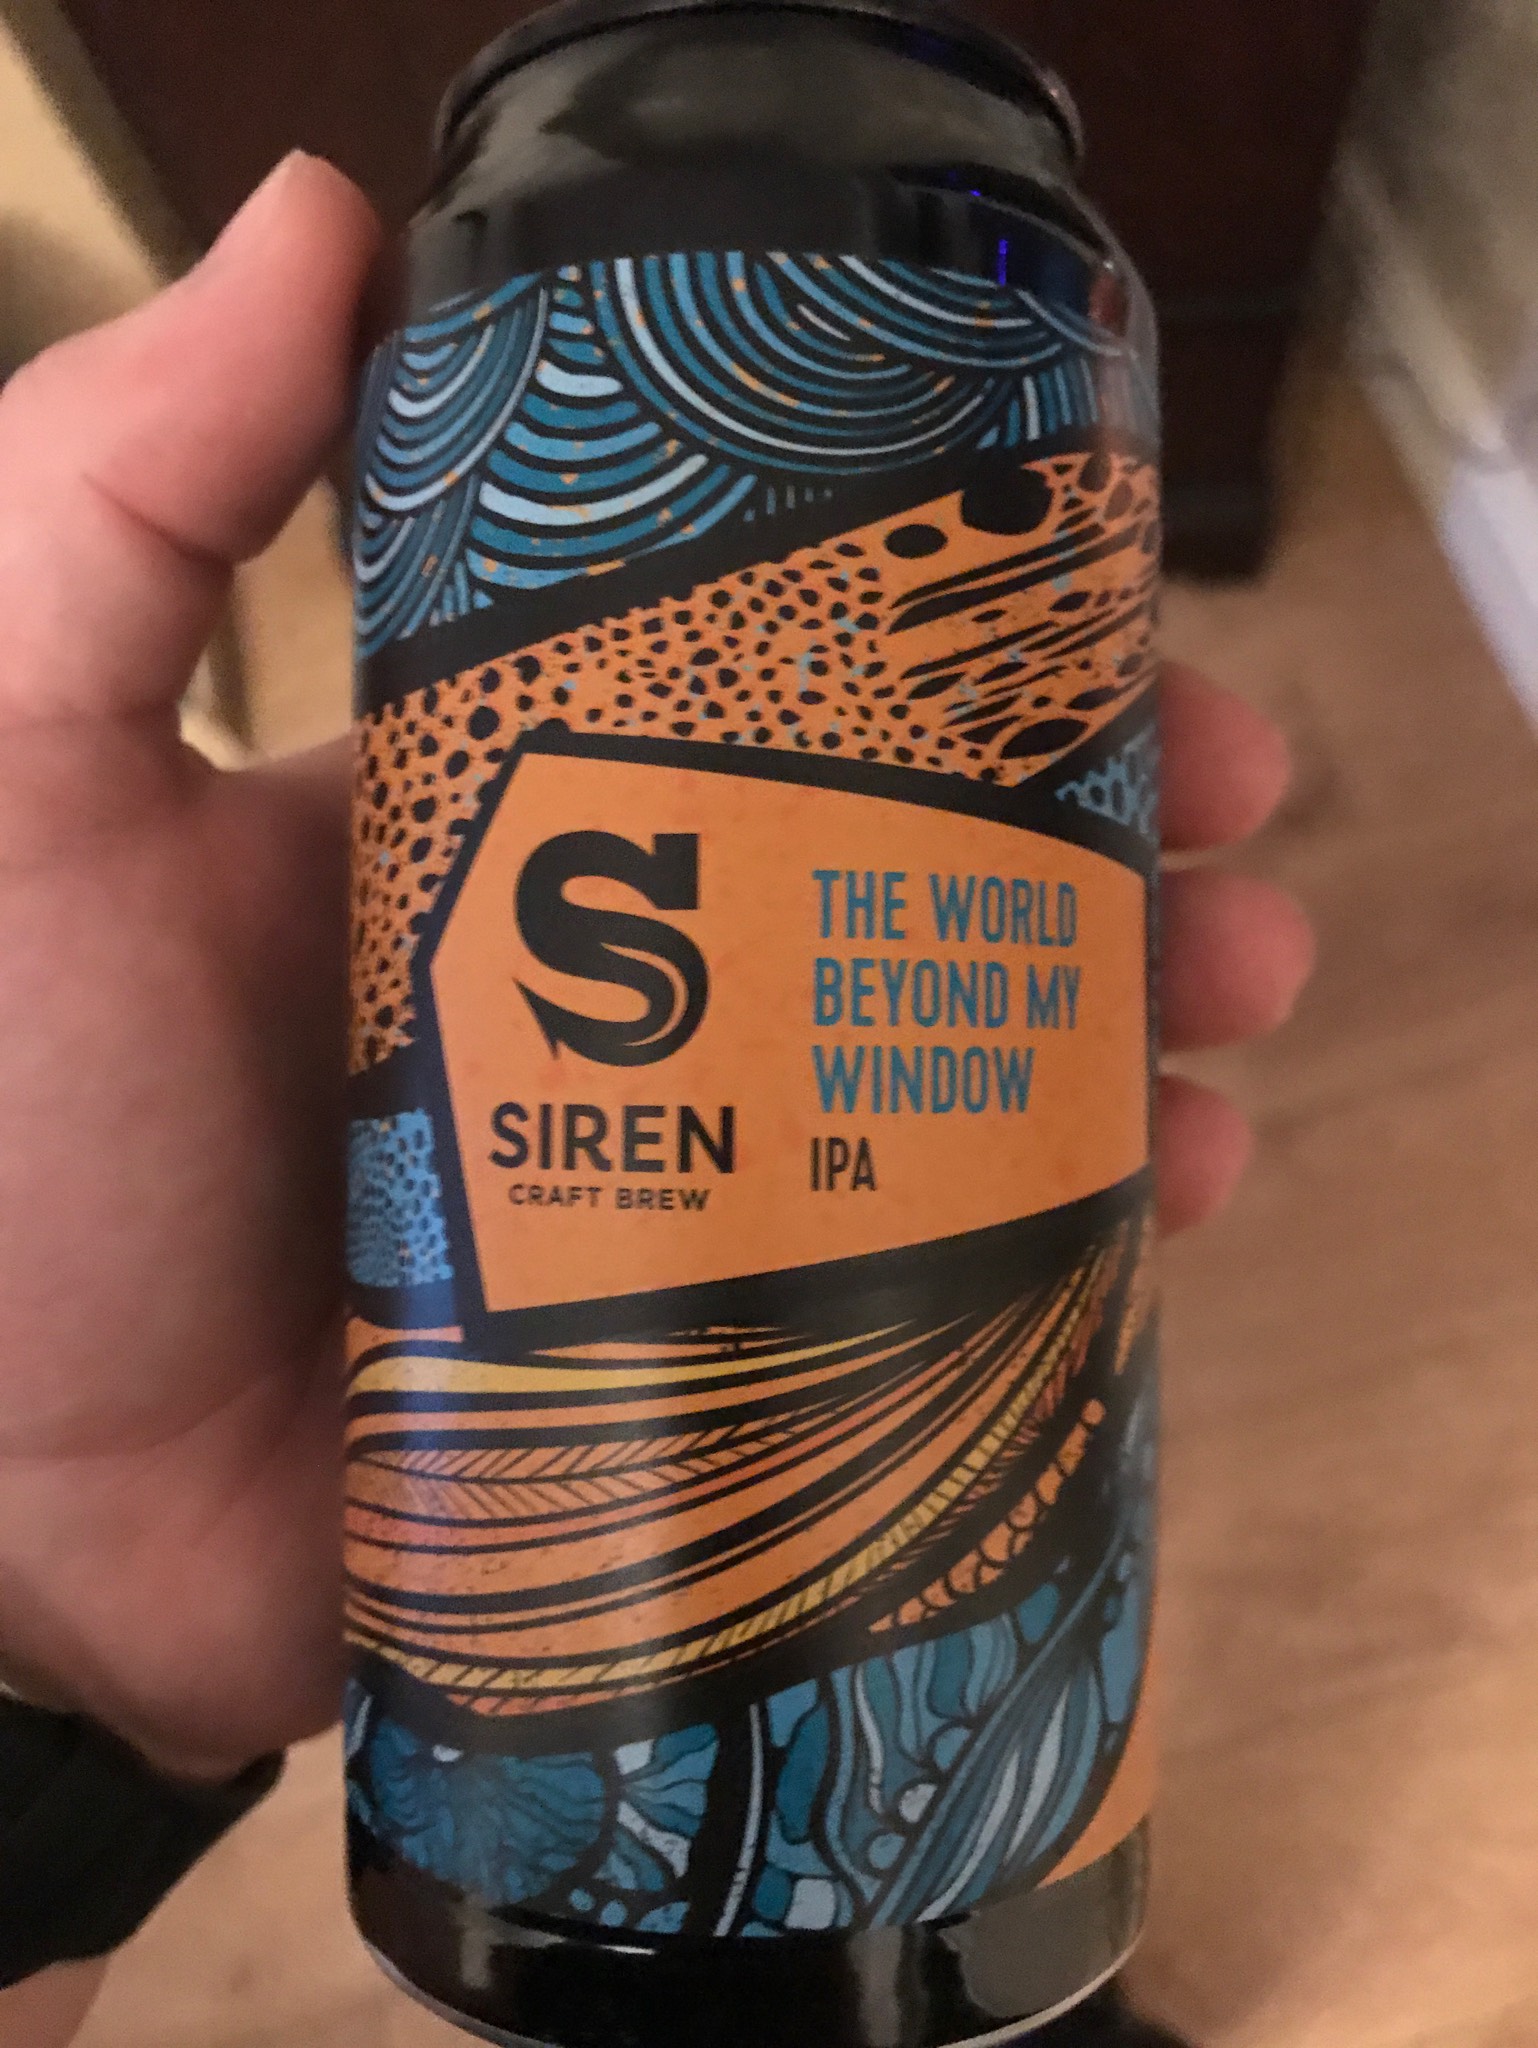 S
SIREN
CRAFT BREW
THE WORLD
BEYOND MY
WINDOW
IPA